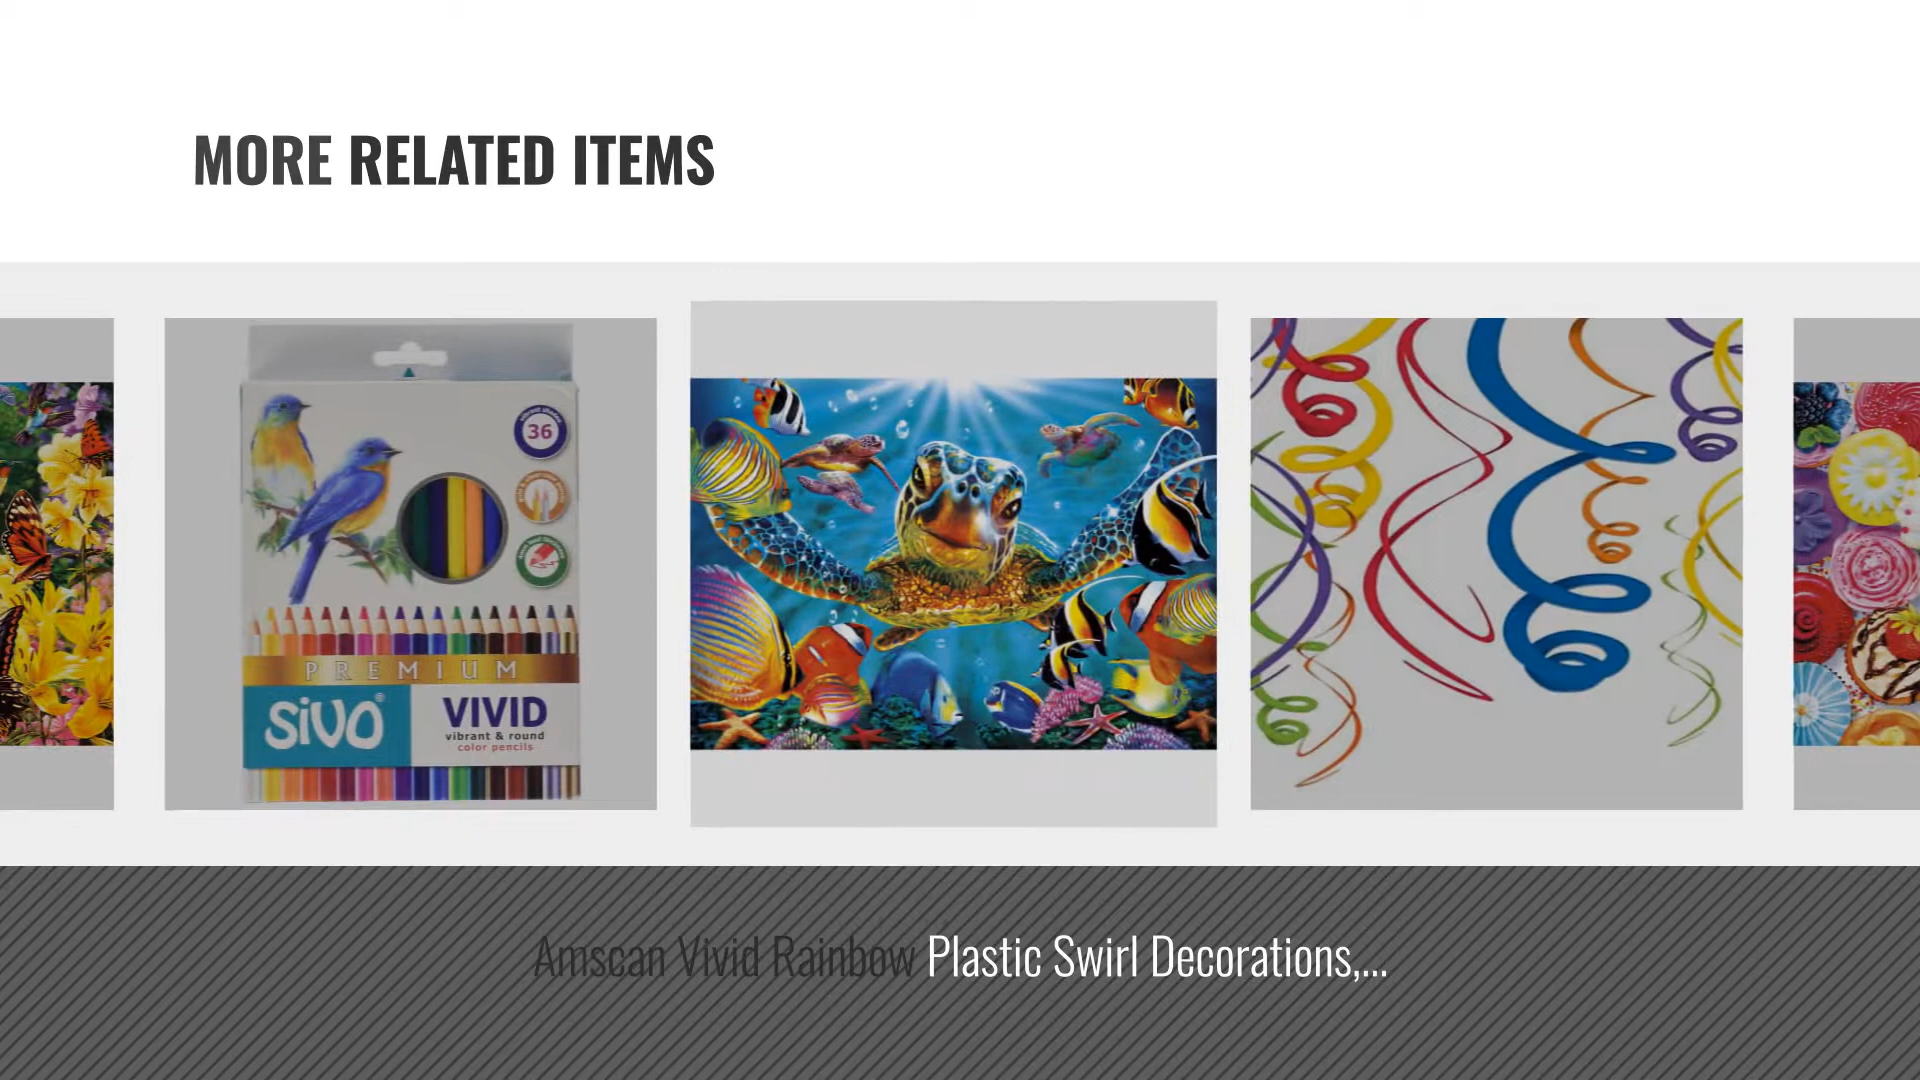 MORE RELATED ITEMS
36
PREMIUM
SiVO®
VIVID
vibrant & round
color pencils
Amscan Vivid Rainbow Plastic Swirl Decorations,...